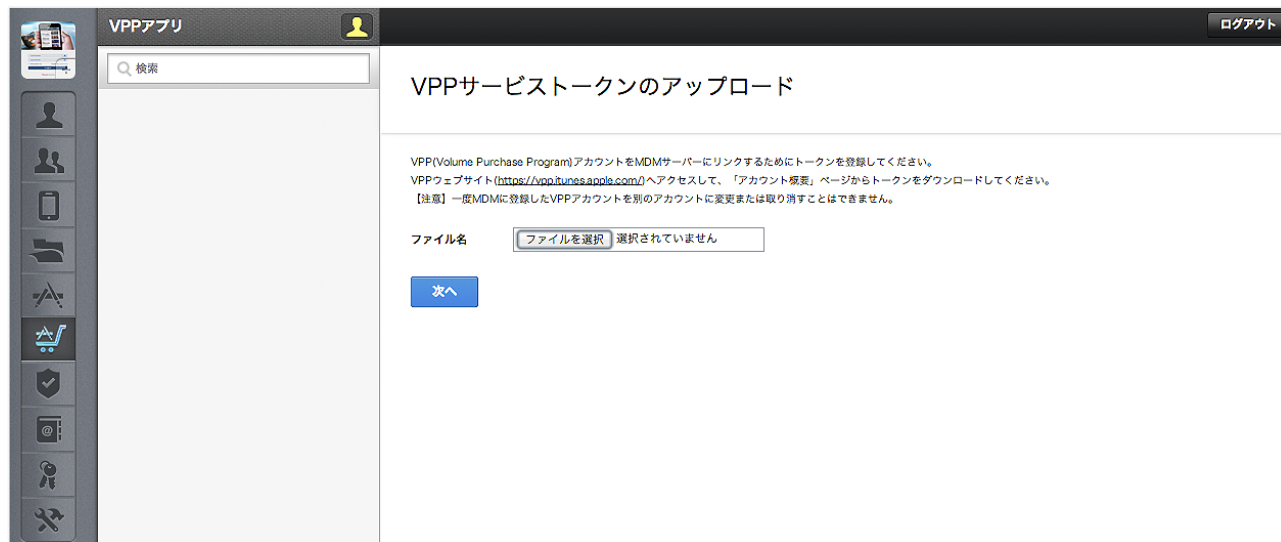 VPPアプリ
ログアウト
検索
VPPサービストークンのアップロード
VPP(Volume Purchase Program)アカウントをMDMサーバーにリンクするためにトークンを登録してください。
VPPウェブサイト(https://vpp.itunes.apple.com/)へアクセスして、「アカウント概要」ページからトークンをダウンロードしてください。
【注意】一度MDMに登録したVPPアカウントを別のアカウントに変更または取り消すことはできません。
ファイル名 ファイルを選択 選択されていません
次へ